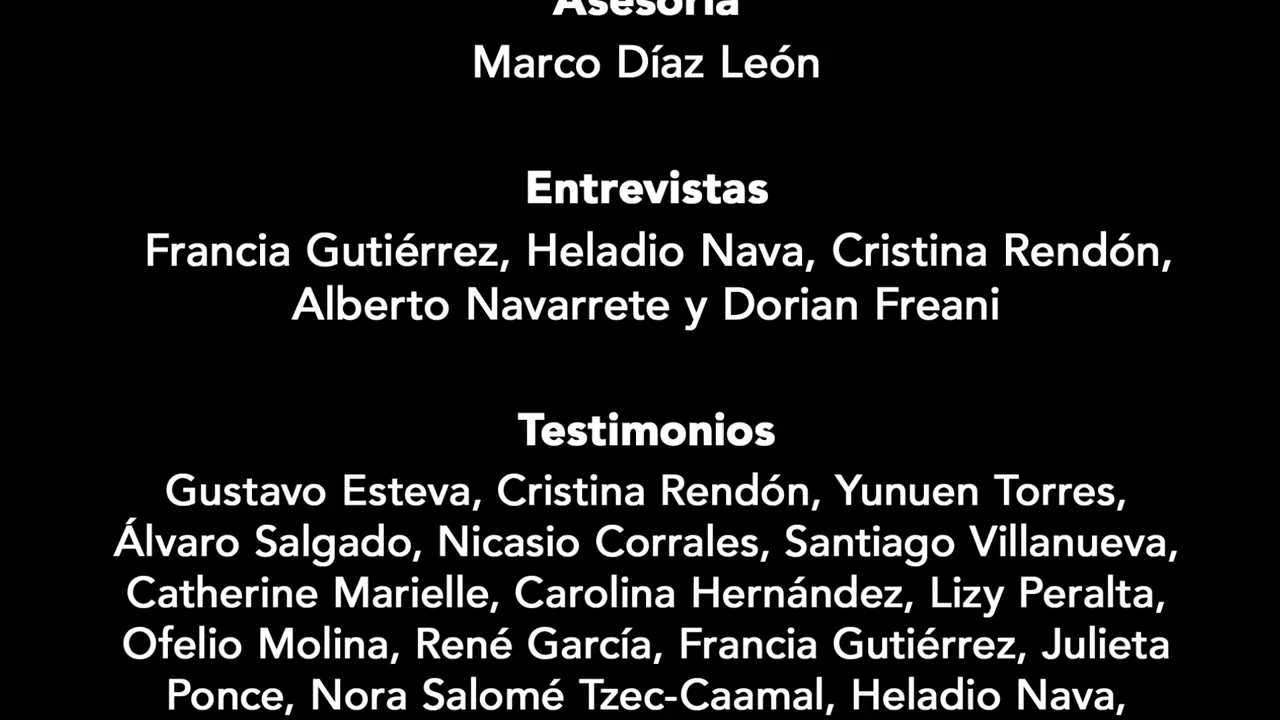 Asesoría
Marco Díaz León
Entrevistas
Francia Gutiérrez, Heladio Nava, Cristina Rendón,
Alberto Navarrete y Dorian Freani
Testimonios
Gustavo Esteva, Cristina Rendón, Yunuen Torres,
Álvaro Salgado, Nicasio Corrales, Santiago Villanueva,
Catherine Marielle, Carolina Hernández, Lizy Peralta,
Ofelio Molina, René García, Francia Gutiérrez, Julieta
Ponce, Nora Salomé Tzec-Caamal, Heladio Nava,